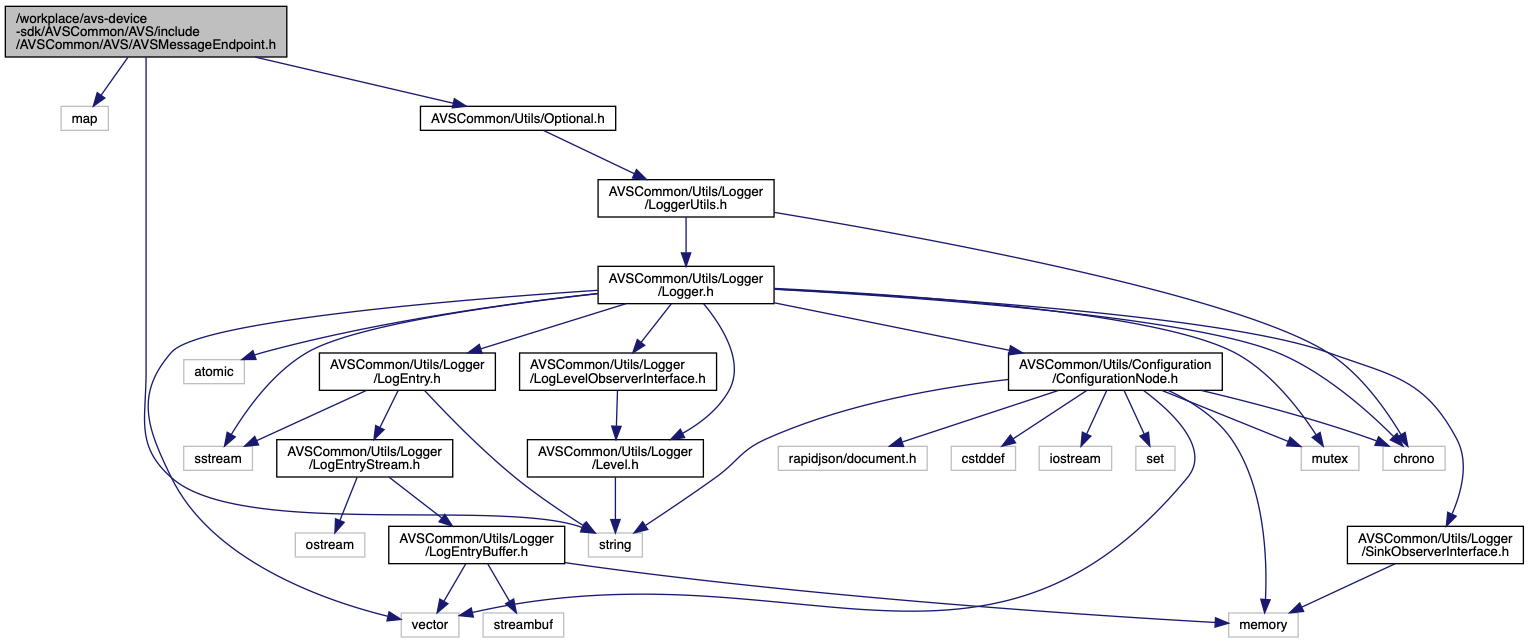 /workplace/avs-device
-sdk/AVSCommon/AVS/include
/AVSCommon/AVS/AVSMessageEndpoint.h
map
AVSCommon/Utils/Optional.h
AVSCommon/Utils/Logger
/LoggerUtils.h
AVSCommon/Utils/Logger
/Logger.h
atomic
AVSCommon/Utils/Logger
/LogEntry.h
AVSCommon/Utils/Logger
/LogLevelObserverInterface.h
AVSCommon/Utils/Configuration
/ConfigurationNode.h
sstream
AVSCommon/Utils/Logger
/LogEntryStream.h
AVSCommon/Utils/Logger
/Level.h
rapidjson/document.h
cstddef
iostream
set
mutex
chrono
ostream
AVSCommon/Utils/Logger
/LogEntryBuffer.h
string
AVSCommon/Utils/Logger
/SinkObserverInterface.h
vector
streambuf
memory